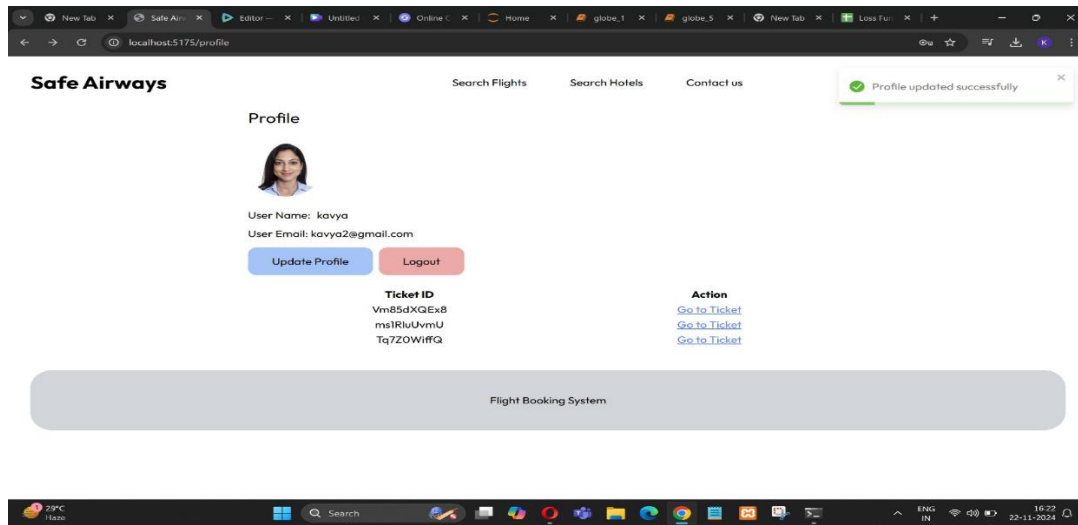 New Tab Safe Airw Editor — Untitled Online C Home globe_1 globe_5 New Tab Loss Fun
localhost:5175/profile
K
Safe Airways
Search Flights Search Hotels Contact us
Profile updated successfully
Profile
User Name: kavya
User Email: kavya2@gmail.com
Update Profile Logout
Ticket ID Action
Vm85dXQEx8 Go to Ticket
ms1RluUvmU Go to Ticket
Tq7Z0WiffQ Go to Ticket
Flight Booking System
1
29°C
Haze
Search
ENG
IN
16:22
22-11-2024